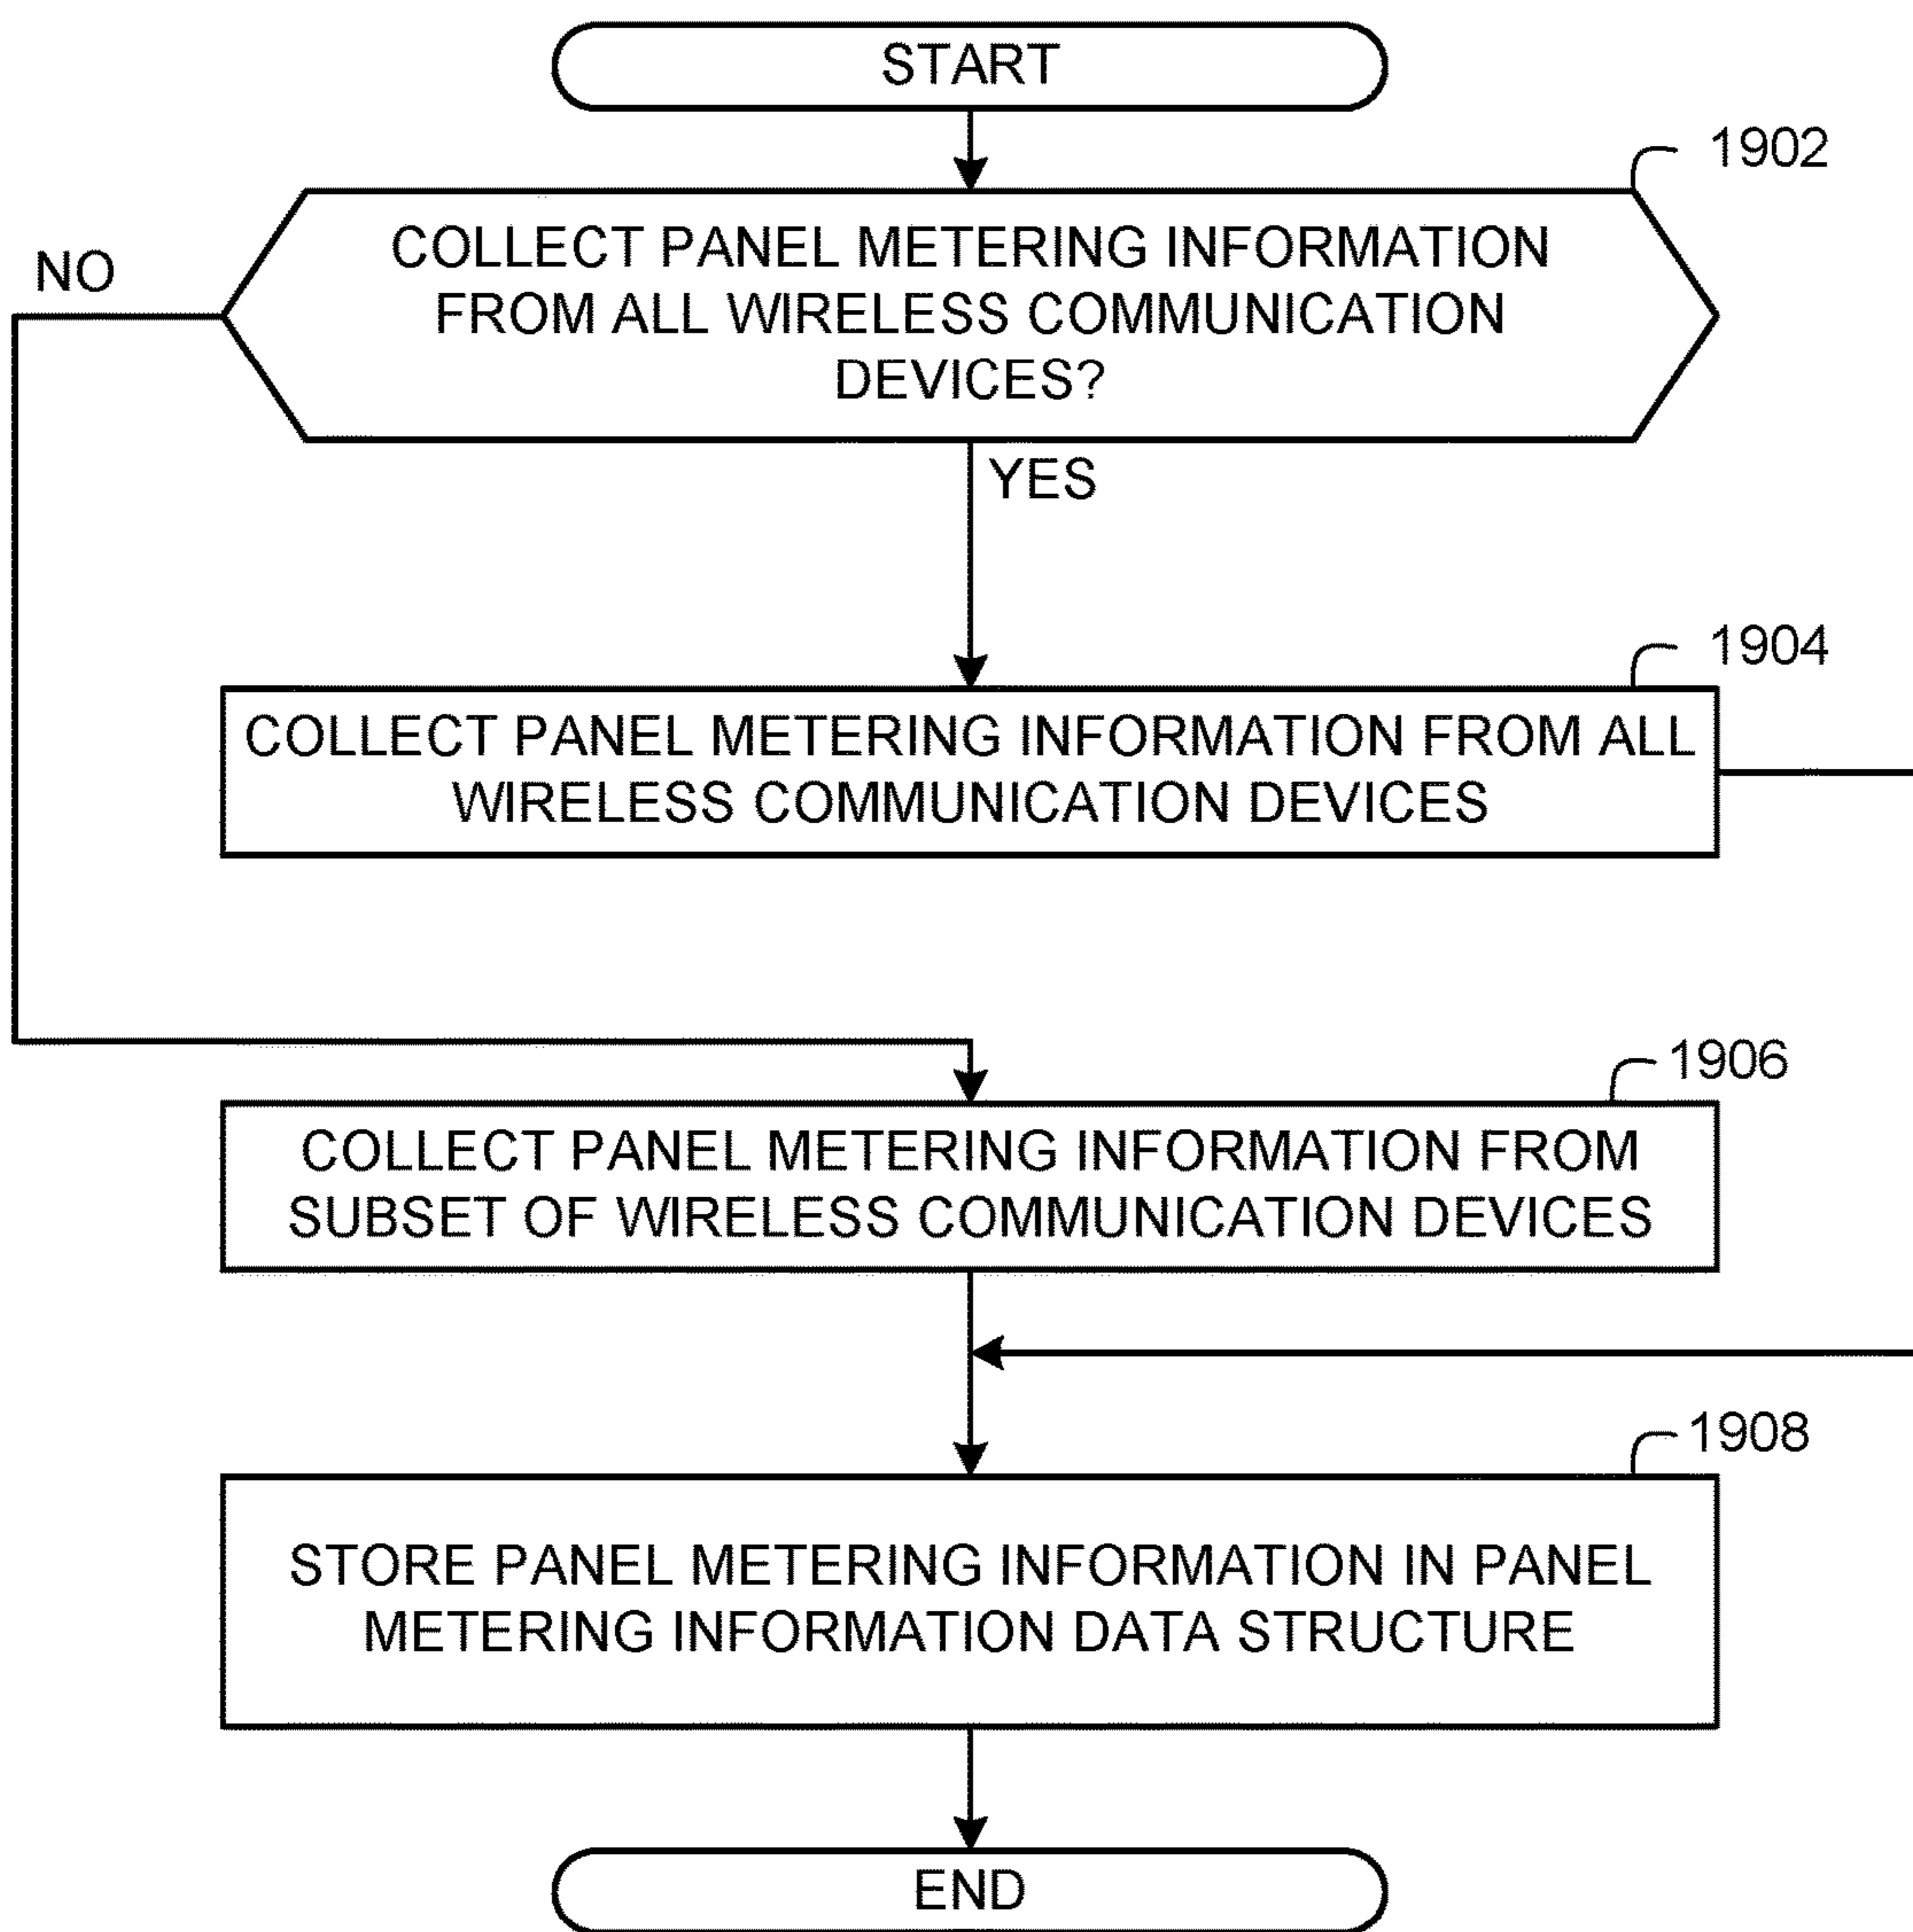 START
1902
COLLECT PANEL METERING INFORMATION
FROM ALL WIRELESS COMMUNICATION
DEVICES?
NO
YES
1904
COLLECT PANEL METERING INFORMATION FROM ALL
WIRELESS COMMUNICATION DEVICES
1906
COLLECT PANEL METERING INFORMATION FROM
SUBSET OF WIRELESS COMMUNICATION DEVICES
1908
STORE PANEL METERING INFORMATION IN PANEL
METERING INFORMATION DATA STRUCTURE
END